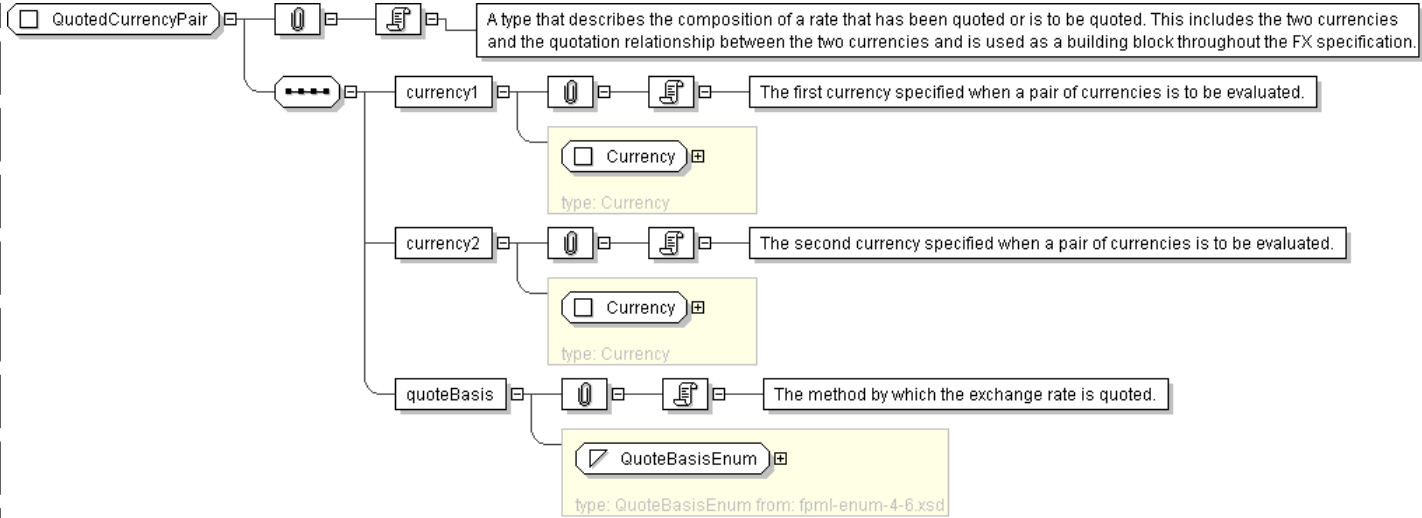 QuotedCurrencyPair
A type that describes the composition of a rate that has been quoted or is to be quoted. This includes the two currencies
and the quotation relationship between the two currencies and is used as a building block throughout the FX specification.
currency1
The first currency specified when a pair of currencies is to be evaluated.
Currency
type: Currency
currency2
The second currency specified when a pair of currencies is to be evaluated.
Currency
type: Currency
quoteBasis
The method by which the exchange rate is quoted.
QuoteBasisEnum
type: QuoteBasisEnum from: fpml-enum-4-6.xsd